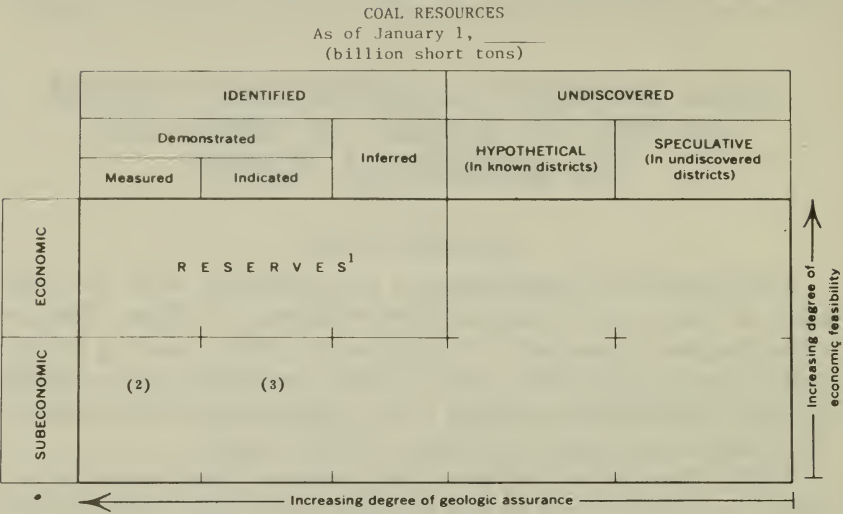 COAL RESOURCES
As of January 1, ______
(billion short tons)
IDENTIFIED
UNDISCOVERED
Demonstrated
Inferred
HYPOTHETICAL
(In known districts)
SPECULATIVE
(In undiscovered
districts)
Measured
Indicated
ECONOMIC
RESERVES¹
SUBECONOMIC
(2)
(3)
Increasing degree of
economic feasibility
Increasing degree of geologic assurance